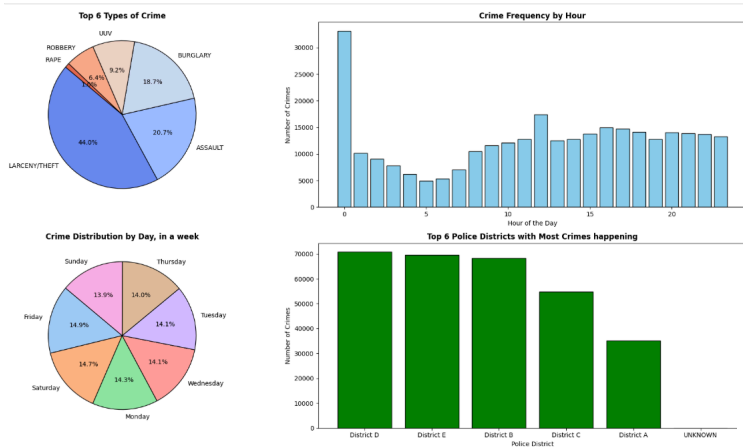 Top 6 Types of Crime
UUV
ROBBERY
RAPE
BURGLARY
9.2%
6.4%
18.7%
44.0%
20.7%
ASSAULT
LARCENY/THEFT
Crime Frequency by Hour
Number of Crimes
30000
25000
20000
15000
10000
5000
0
0 5 10 15 20
Hour of the Day
Crime Distribution by Day, in a week
Sunday
Thursday
13.9%
14.0%
Friday
Tuesday
14.9%
14.1%
14.7%
14.1%
14.3%
Saturday
Wednesday
Monday
Top 6 Police Districts with Most Crimes happening
Number of Crimes
70000
60000
50000
40000
30000
20000
10000
0
District D District E District B District C District A UNKNOWN
Police District